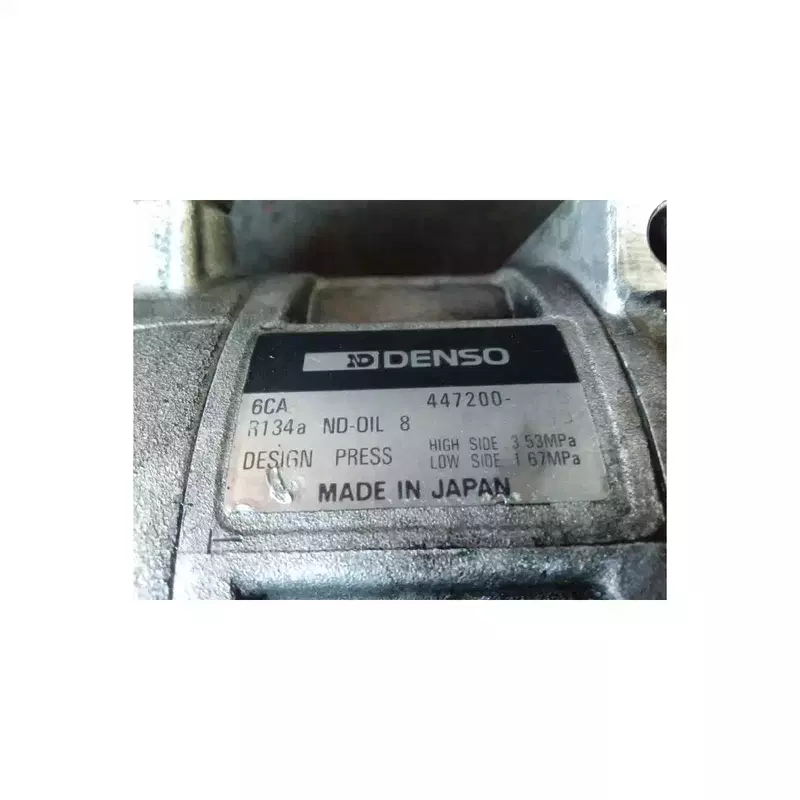 ND DENSO
6CA 447200-
R134a ND-OIL 8
DESIGN PRESS HIGH SIDE 3.53MPa
LOW SIDE 1.67MPa
MADE IN JAPAN